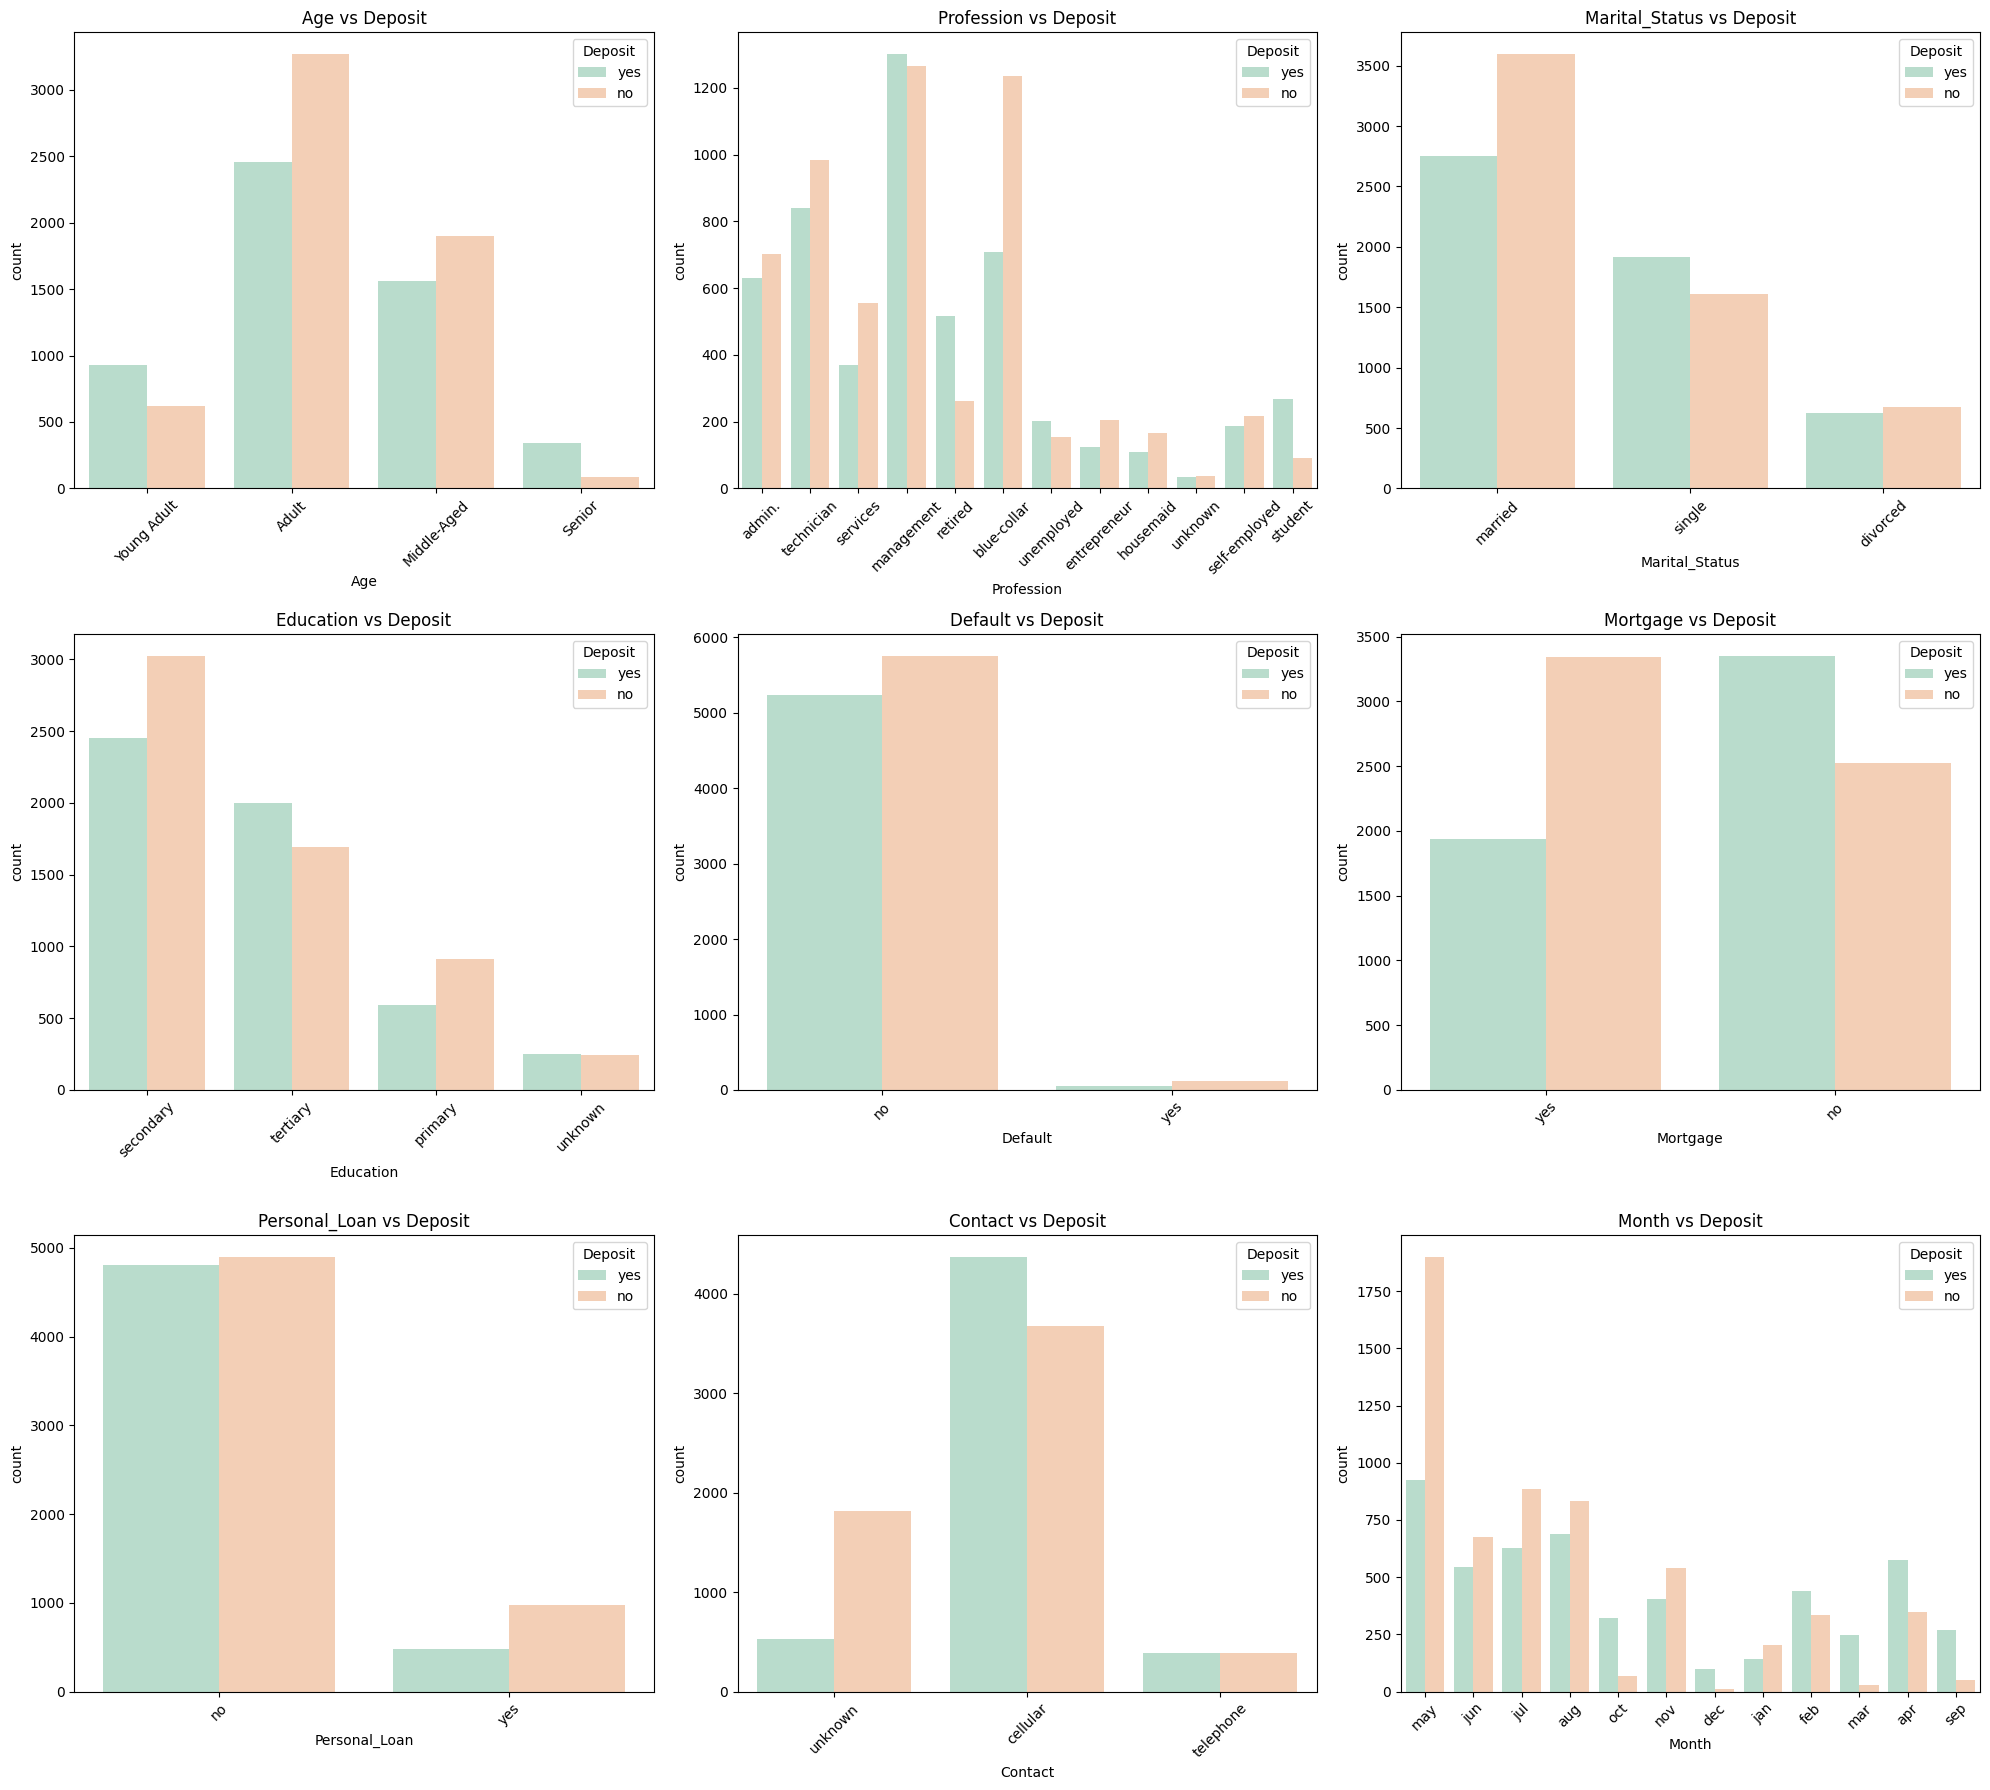 Age vs Deposit
Deposit
yes
no
3000
2500
2000
1500
1000
500
0
count
Young Adult
Adult
Middle-Aged
Senior
Age
Profession vs Deposit
Deposit
yes
no
1200
1000
800
600
400
200
0
count
admin.
technician
services
management
retired
blue-collar
unemployed
entrepreneur
housemaid
unknown
self-employed
student
Profession
Marital_Status vs Deposit
Deposit
yes
no
3500
3000
2500
2000
1500
1000
500
0
count
married
single
divorced
Marital_Status
Education vs Deposit
Deposit
yes
no
3000
2500
2000
1500
1000
500
0
count
secondary
tertiary
primary
unknown
Education
Default vs Deposit
Deposit
yes
no
6000
5000
4000
3000
2000
1000
0
count
no
yes
Default
Mortgage vs Deposit
Deposit
yes
no
3500
3000
2500
2000
1500
1000
500
0
count
yes
no
Mortgage
Personal_Loan vs Deposit
Deposit
yes
no
5000
4000
3000
2000
1000
0
count
no
yes
Personal_Loan
Contact vs Deposit
Deposit
yes
no
4000
3000
2000
1000
0
count
unknown
cellular
telephone
Contact
Month vs Deposit
Deposit
yes
no
1750
1500
1250
1000
750
500
250
0
count
may
jun
jul
aug
oct
nov
dec
jan
feb
mar
apr
sep
Month